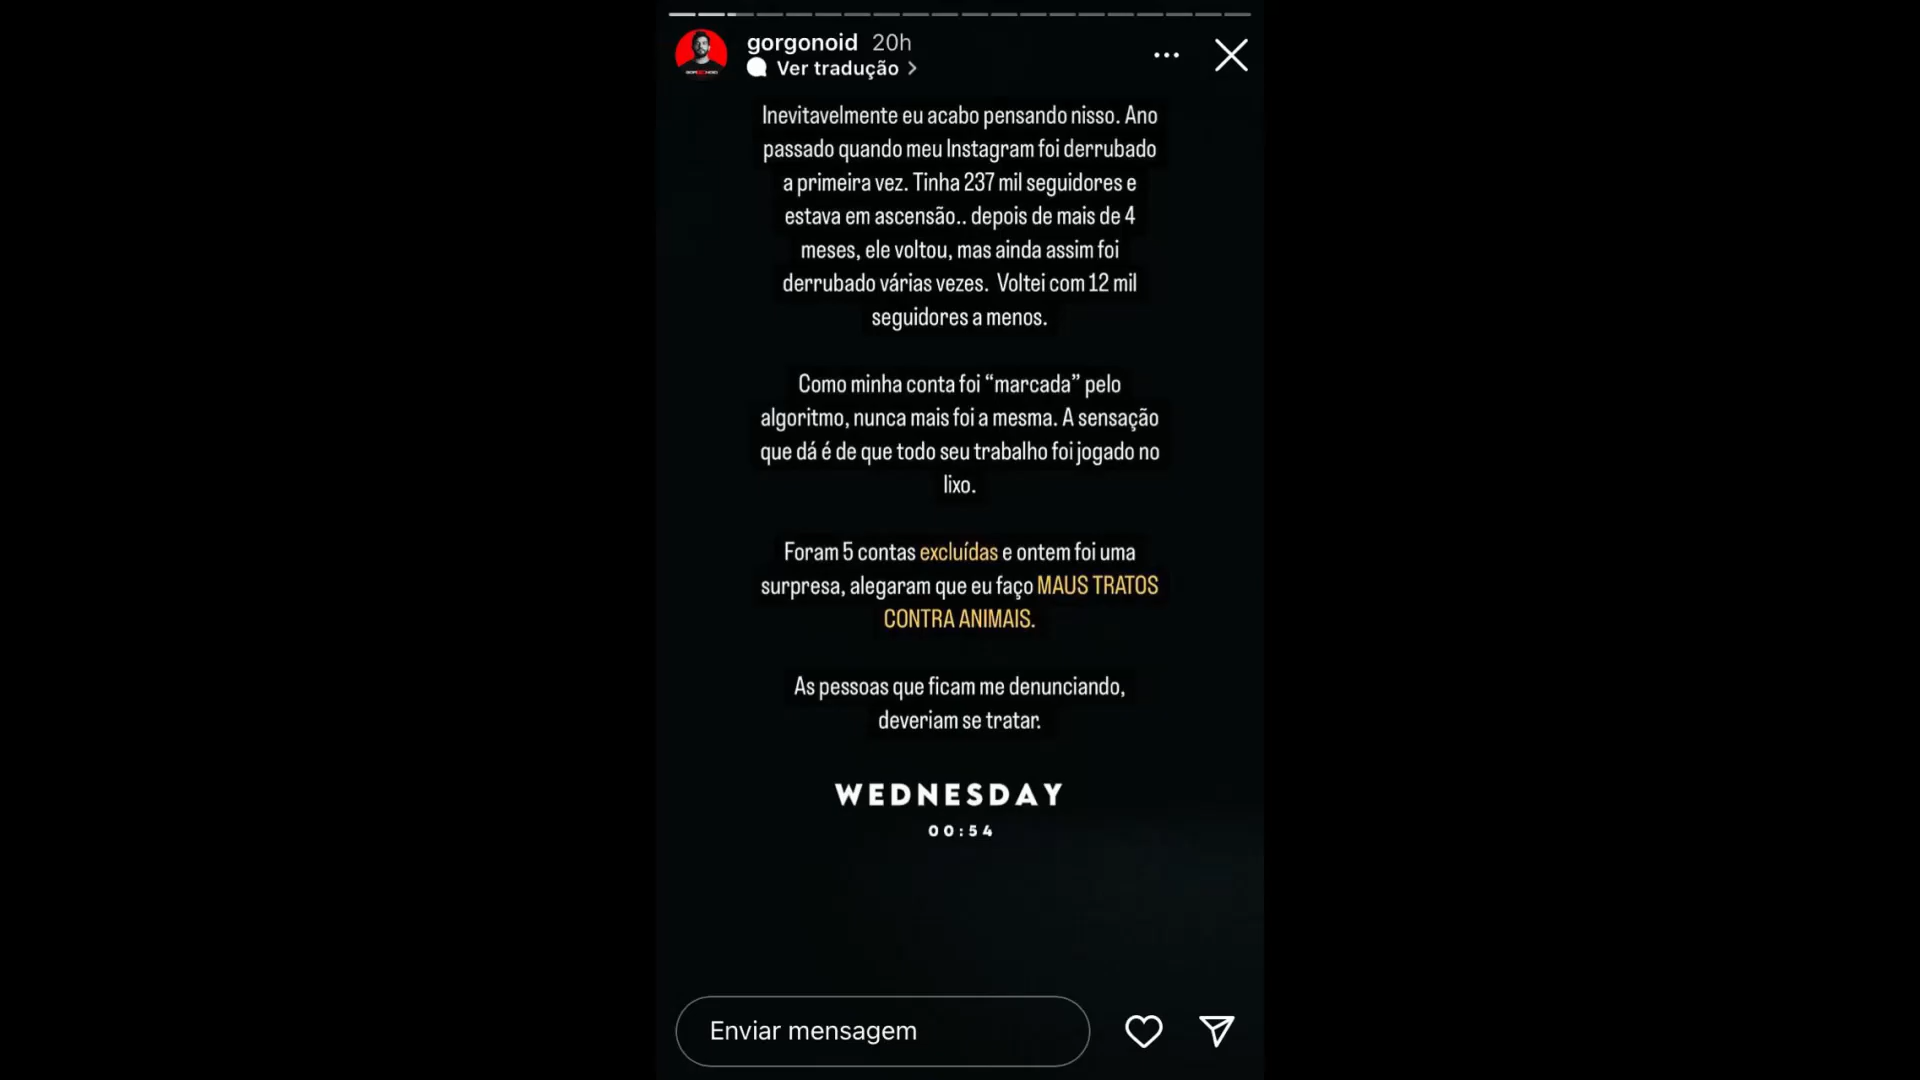 gorgonoid 20h
Ver tradução
Inevitavelmente eu acabo pensando nisso. Ano
passado quando meu Instagram foi derrubado
a primeira vez. Tinha 237 mil seguidores e
estava em ascensão.. depois de mais de 4
meses, ele voltou, mas ainda assim foi
derrubado várias vezes. Voltei com 12 mil
seguidores a menos.
Como minha conta foi “marcada” pelo
algoritmo, nunca mais foi a mesma. A sensação
que dá é de que todo seu trabalho foi jogado no
lixo.
Foram 5 contas excluídas e ontem foi uma
surpresa, alegaram que eu faço MAUS TRATOS
CONTRA ANIMAIS.
As pessoas que ficam me denunciando,
deveriam se tratar.
WEDNESDAY
00:54
Enviar mensagem